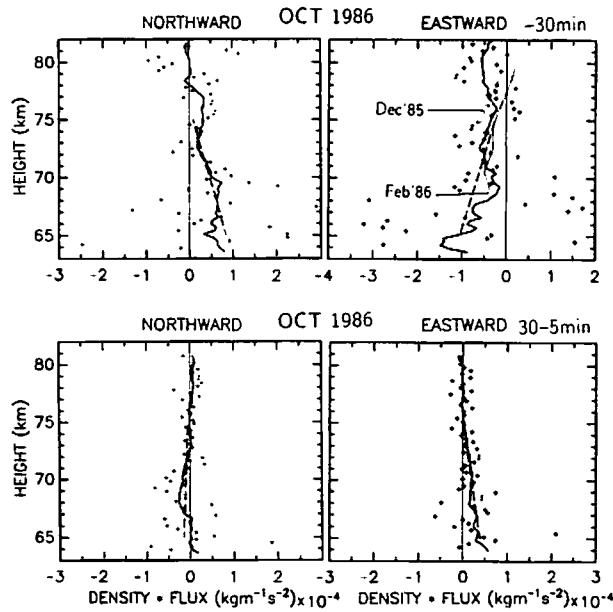 OCT 1986
NORTHWARD EASTWARD -30min
80
75
70
65
HEIGHT (km)
Dec'85
Feb'86
-3 -2 -1 0 1 2 3 -4 -3 -2 -1 0 1 2
OCT 1986
NORTHWARD EASTWARD 30-5min
80
75
70
65
HEIGHT (km)
-3 -2 -1 0 1 2 3 -3 -2 -1 0 1 2 3
DENSITY * FLUX (kgm⁻¹s⁻²)x10⁻⁴ DENSITY * FLUX (kgm⁻¹s⁻²)x10⁻⁴